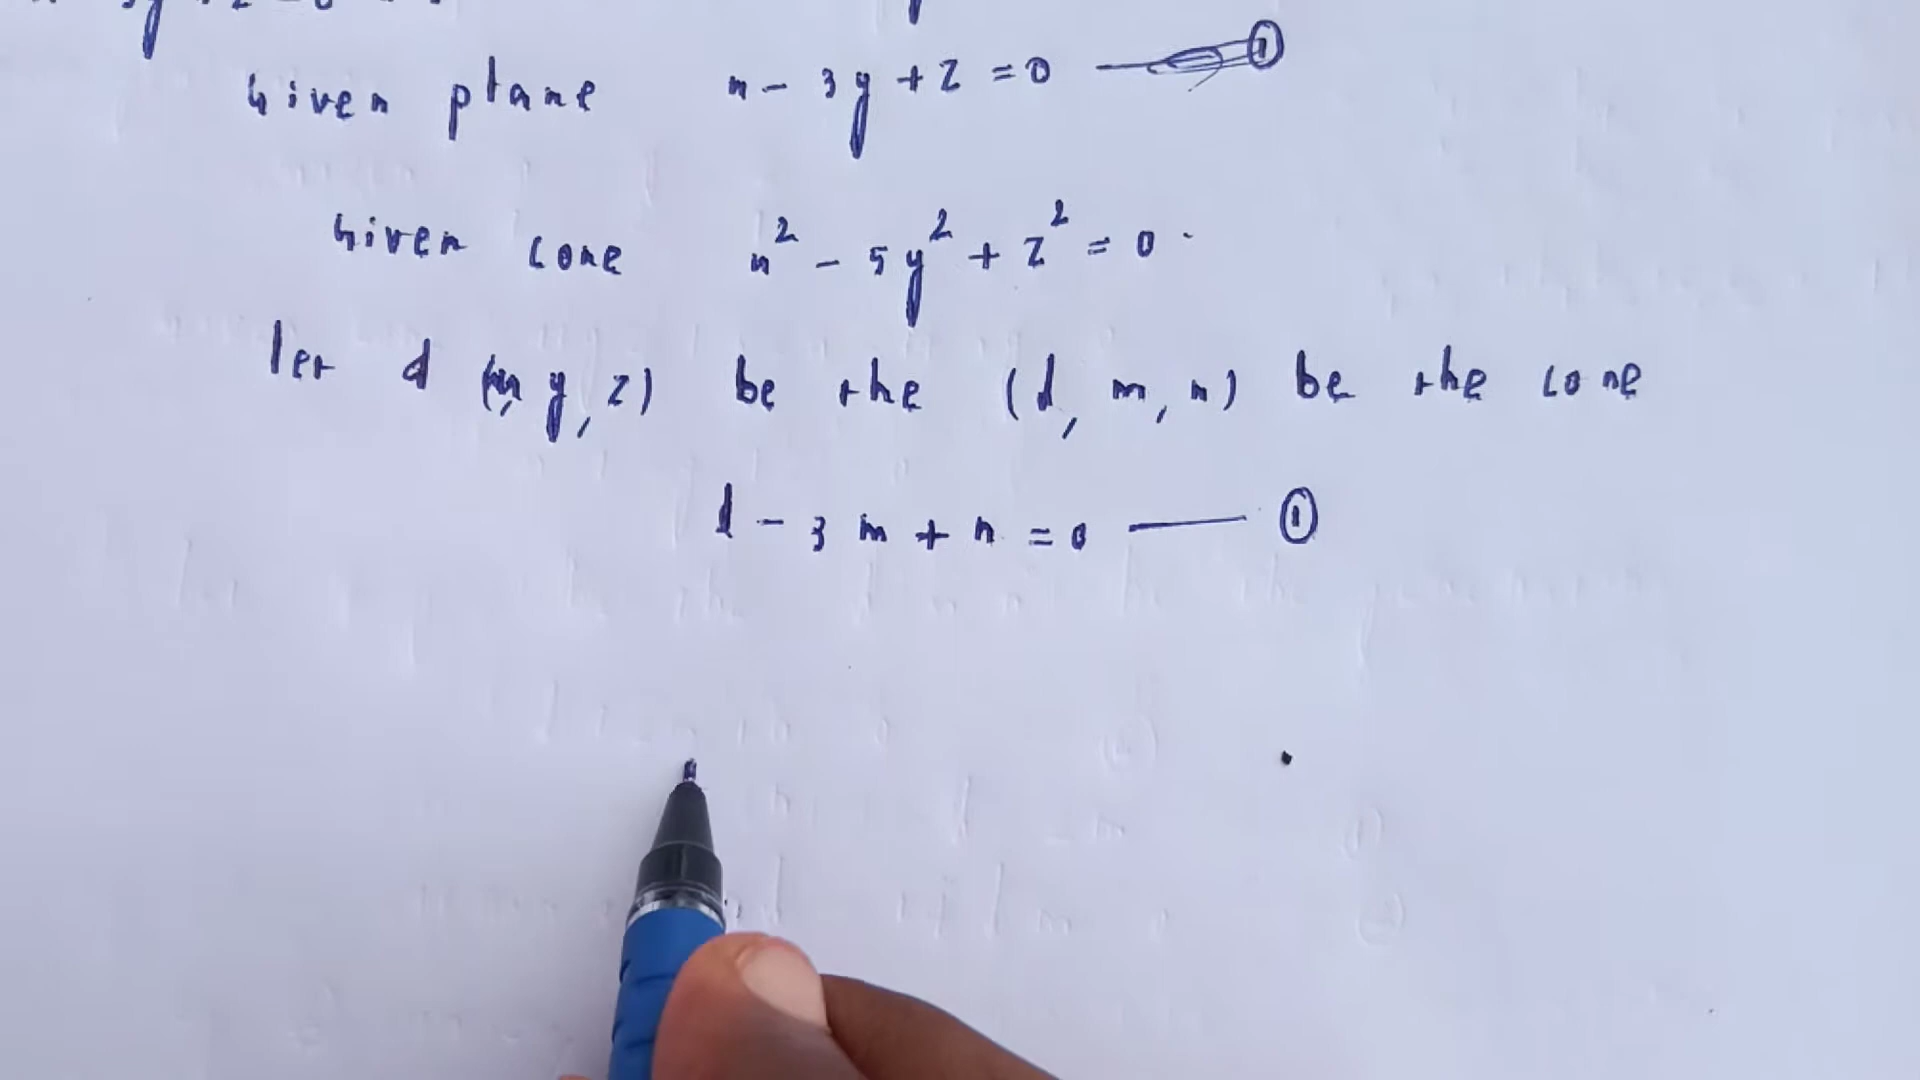 Given plane x - 3y + z = 0 — ①
Given cone x² - 5y² + z² = 0.
let d y, z) be the (l, m, n) be the cone
l - 3m + n = 0 — ①